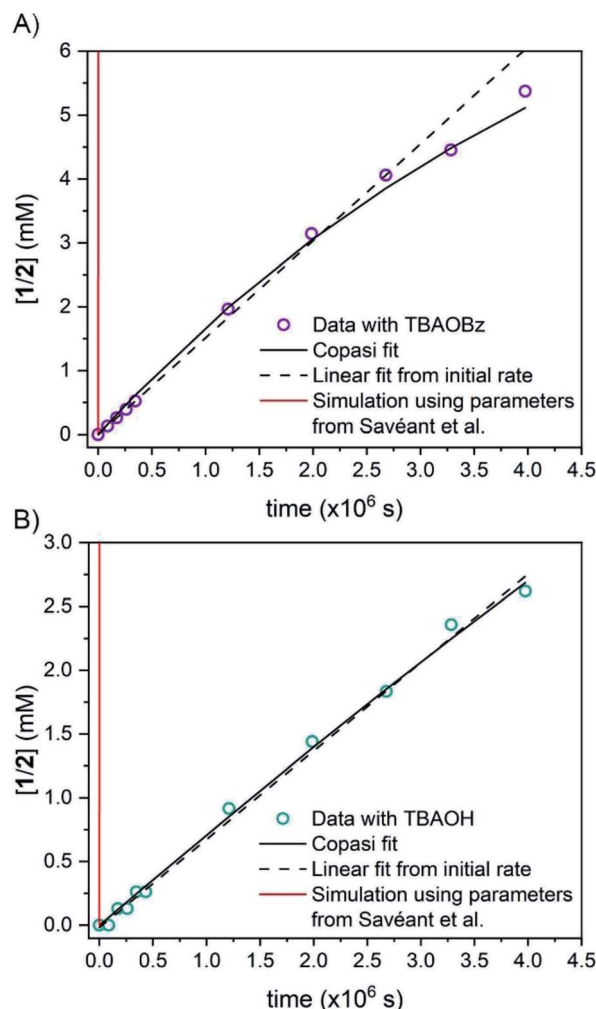 A)
6
5
4
3
2
1
0
[1/2] (mM)
Data with TBAOBz
Copasi fit
Linear fit from initial rate
Simulation using parameters
from Savéant et al.
0.0 0.5 1.0 1.5 2.0 2.5 3.0 3.5 4.0 4.5
time (x10⁶ s)
B)
3.0
2.5
2.0
1.5
1.0
0.5
0.0
[1/2] (mM)
Data with TBAOH
Copasi fit
Linear fit from initial rate
Simulation using parameters
from Savéant et al.
0.0 0.5 1.0 1.5 2.0 2.5 3.0 3.5 4.0 4.5
time (x10⁶ s)